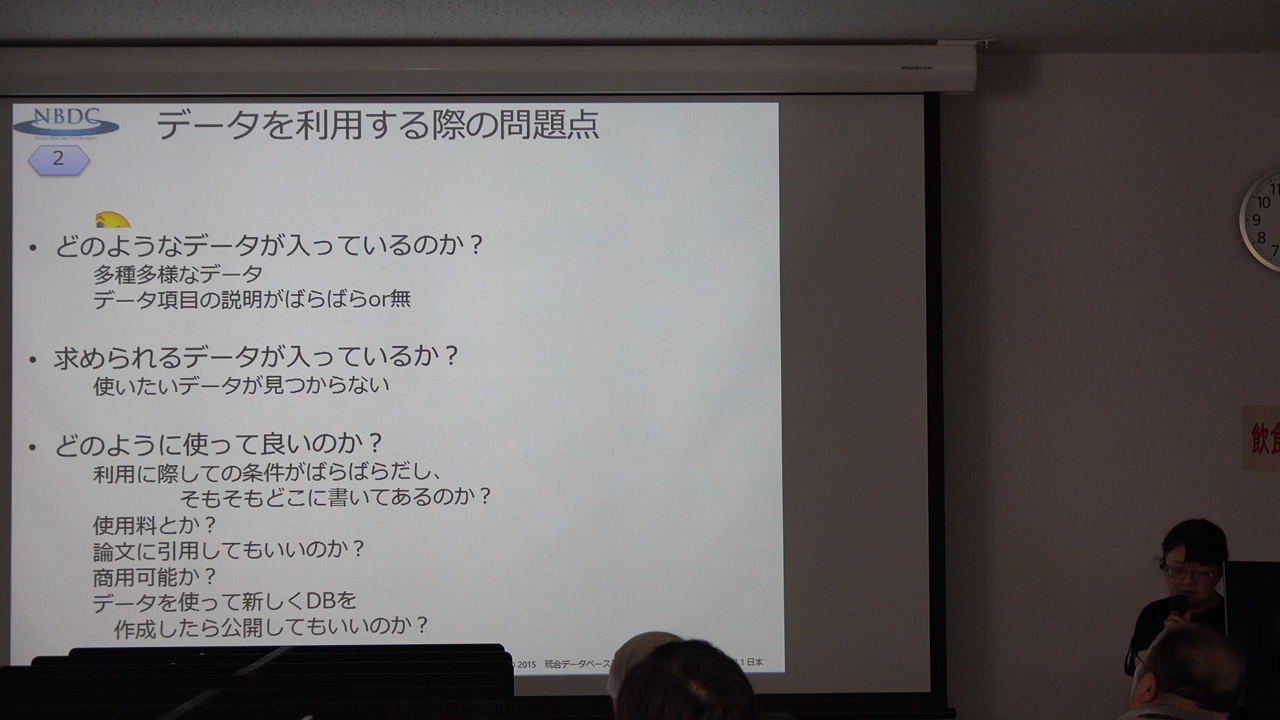 NBDC
データを利用する際の問題点
2
• どのようなデータが入っているのか？
多種多様なデータ
データ項目の説明がばらばらor無
• 求められるデータが入っているか？
使いたいデータが見つからない
• どのように使って良いのか？
利用に際しての条件がばらばらだし、
そもそもどこに書いてあるのか？
使用料とか？
論文に引用してもいいのか？
商用可能か？
データを使って新しくDBを
作成したら公開してもいいのか？
2015 統合データベース
.1 日本
11
10
9
8
7
飲食